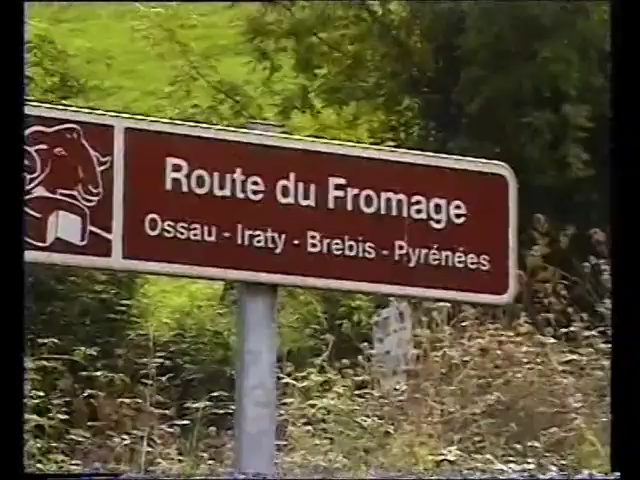 Route du Fromage
Ossau - Iraty - Brebis - Pyrénées